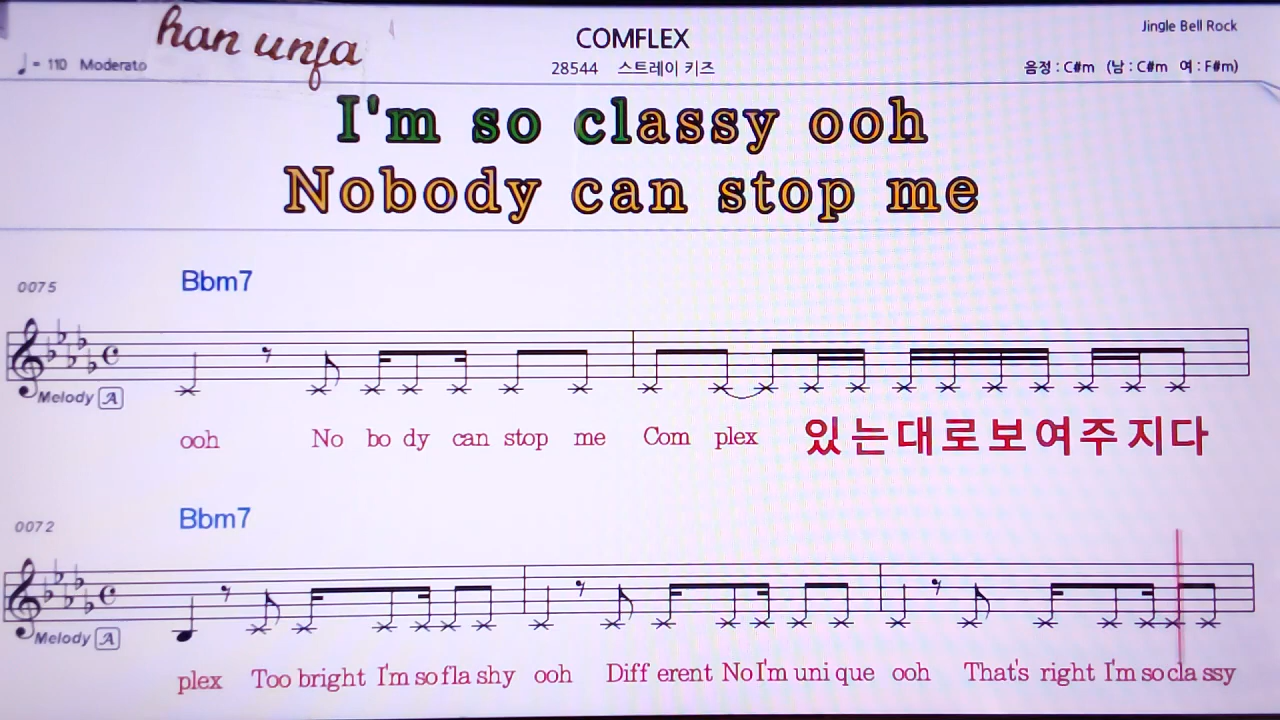 han unfa
COMFLEX
Jingle Bell Rock
♩= 110 Moderato
28544 스트레이 키즈
음정 : C#m (남 : C#m 여 : F#m)
I'm so classy ooh
Nobody can stop me
0075
Bbm7
Melody A
ooh No bo dy can stop me Com plex 있는대로보여주지다
0072
Bbm7
Melody A
plex Too bright I'm so fla shy ooh Diff erent No I'm uni que ooh That's right I'm so cla ssy